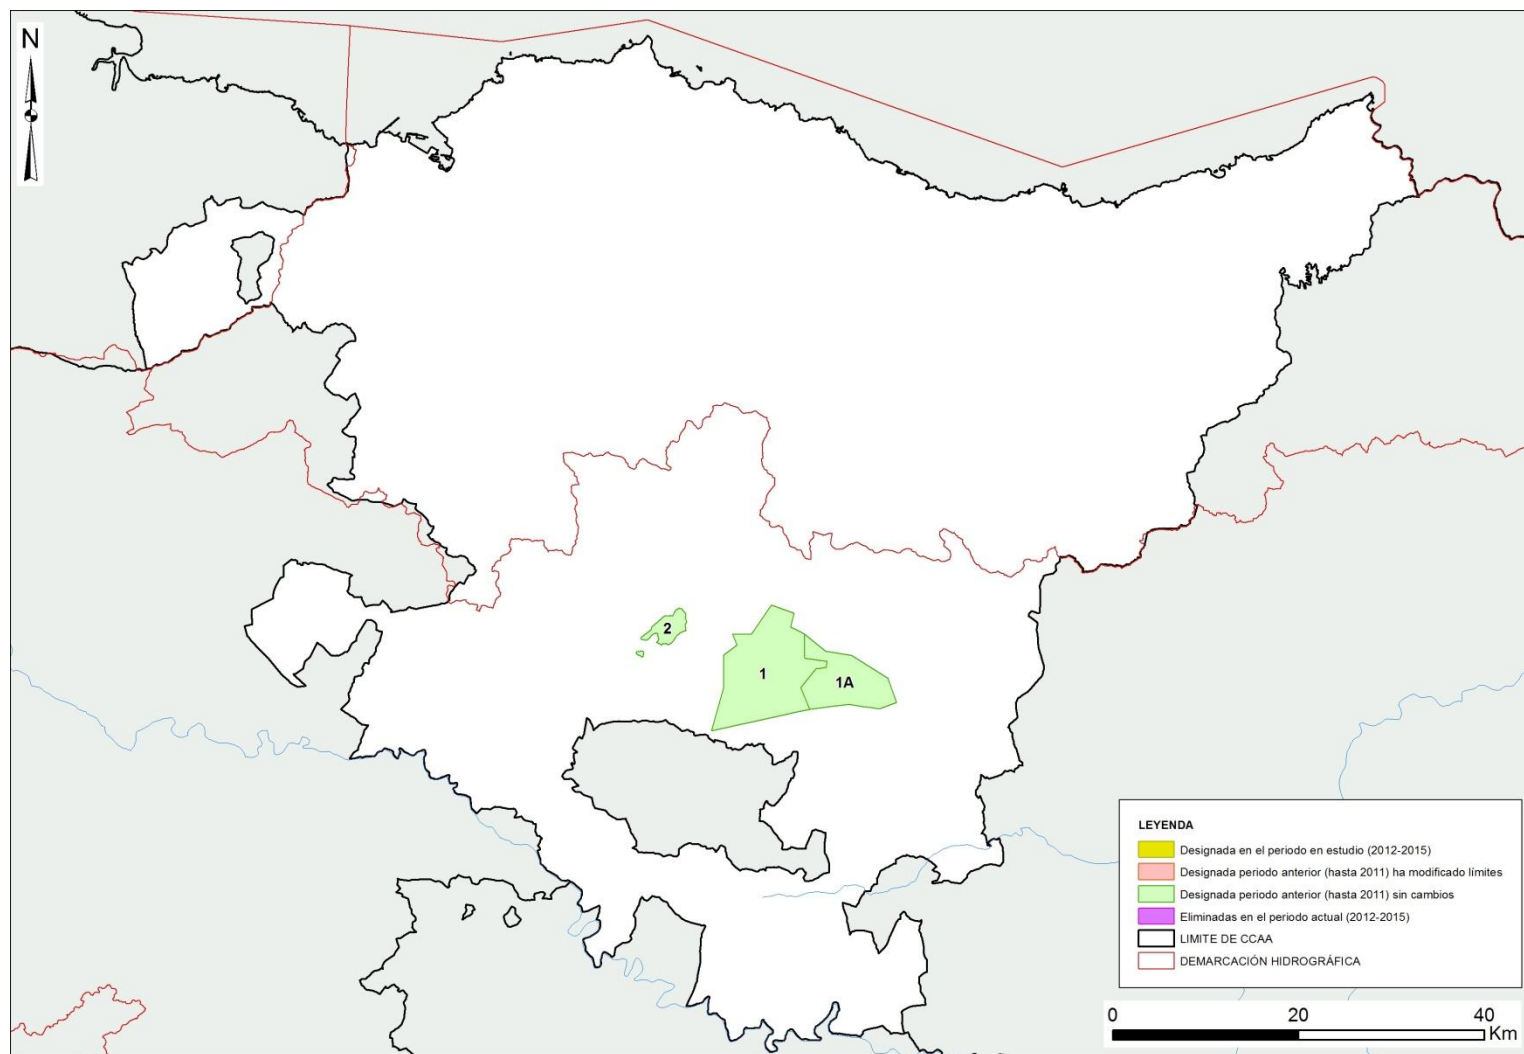 N
2
1
1A
LEYENDA
Designada en el periodo en estudio (2012-2015)
Designada periodo anterior (hasta 2011) ha modificado límites
Designada periodo anterior (hasta 2011) sin cambios
Eliminadas en el periodo actual (2012-2015)
LIMITE DE CCAA
DEMARCACIÓN HIDROGRÁFICA
0 20 40
Km